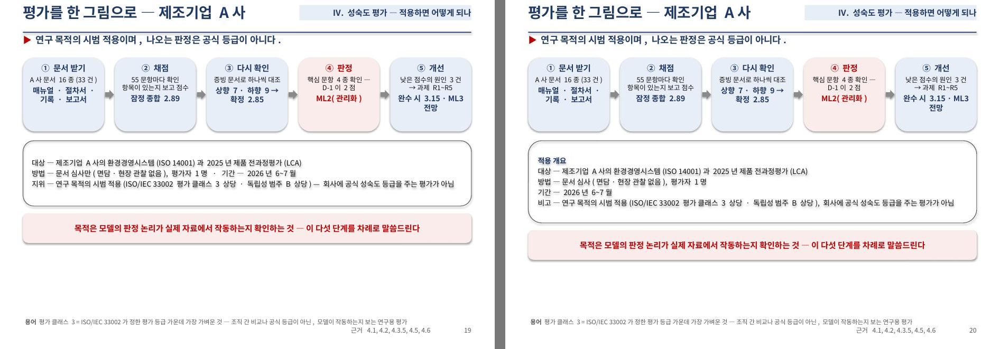 평가를 한 그림으로 — 제조기업 A 사
Ⅳ. 성숙도 평가 — 적용하면 어떻게 되나
▶ 연구 목적의 시범 적용이며 , 나오는 판정은 공식 등급이 아니다 .
① 문서 받기
A 사 문서 16 종 (33 건 )
매뉴얼 · 절차서 ·
기록 · 보고서
② 채점
55 문항마다 확인
항목이 있는지 보고 점수
잠정 종합 2.89
③ 다시 확인
증빙 문서로 하나씩 대조
상향 7 · 하향 9 →
확정 2.85
④ 판정
핵심 문항 4 종 확인 —
D-1 이 2 점
ML2( 관리화 )
⑤ 개선
낮은 점수의 원인 3 건
→ 과제 R1~R5
완수 시 3.15 · ML3
전망
대상 — 제조기업 A 사의 환경경영시스템 (ISO 14001) 과 2025 년 제품 전과정평가 (LCA)
방법 — 문서 심사만 ( 면담 · 현장 관찰 없음 ), 평가자 1 명 · 기간 — 2026 년 6~7 월
지위 — 연구 목적의 시범 적용 (ISO/IEC 33002 평가 클래스 3 상당 · 독립성 범주 B 상당 ) — 회사에 공식 성숙도 등급을 주는 평가가 아님
목적은 모델의 판정 논리가 실제 자료에서 작동하는지 확인하는 것 — 이 다섯 단계를 차례로 말씀드린다
용어 평가 클래스 3 = ISO/IEC 33002 가 정한 평가 등급 가운데 가장 가벼운 것 — 조직 간 비교나 공식 등급이 아닌 , 모델이 작동하는지 보는 연구용 평가
근거 4.1, 4.2, 4.3.5, 4.5, 4.6
19
평가를 한 그림으로 — 제조기업 A 사
Ⅳ. 성숙도 평가 — 적용하면 어떻게 되나
▶ 연구 목적의 시범 적용이며 , 나오는 판정은 공식 등급이 아니다 .
① 문서 받기
A 사 문서 16 종 (33 건 )
매뉴얼 · 절차서 ·
기록 · 보고서
② 채점
55 문항마다 확인
항목이 있는지 보고 점수
잠정 종합 2.89
③ 다시 확인
증빙 문서로 하나씩 대조
상향 7 · 하향 9 →
확정 2.85
④ 판정
핵심 문항 4 종 확인 —
D-1 이 2 점
ML2( 관리화 )
⑤ 개선
낮은 점수의 원인 3 건
→ 과제 R1~R5
완수 시 3.15 · ML3
전망
적용 개요
대상 — 제조기업 A 사의 환경경영시스템 (ISO 14001) 과 2025 년 제품 전과정평가 (LCA)
방법 — 문서 심사 ( 면담 · 현장 관찰 없음 ), 평가자 1 명
기간 — 2026 년 6~7 월
비고 — 연구 목적의 시범 적용 (ISO/IEC 33002 평가 클래스 3 상당 · 독립성 범주 B 상당 ), 회사에 공식 성숙도 등급을 주는 평가가 아님
목적은 모델의 판정 논리가 실제 자료에서 작동하는지 확인하는 것 — 이 다섯 단계를 차례로 말씀드린다
용어 평가 클래스 3 = ISO/IEC 33002 가 정한 평가 등급 가운데 가장 가벼운 것 — 조직 간 비교나 공식 등급이 아닌 , 모델이 작동하는지 보는 연구용 평가
근거 4.1, 4.2, 4.3.5, 4.5, 4.6
20